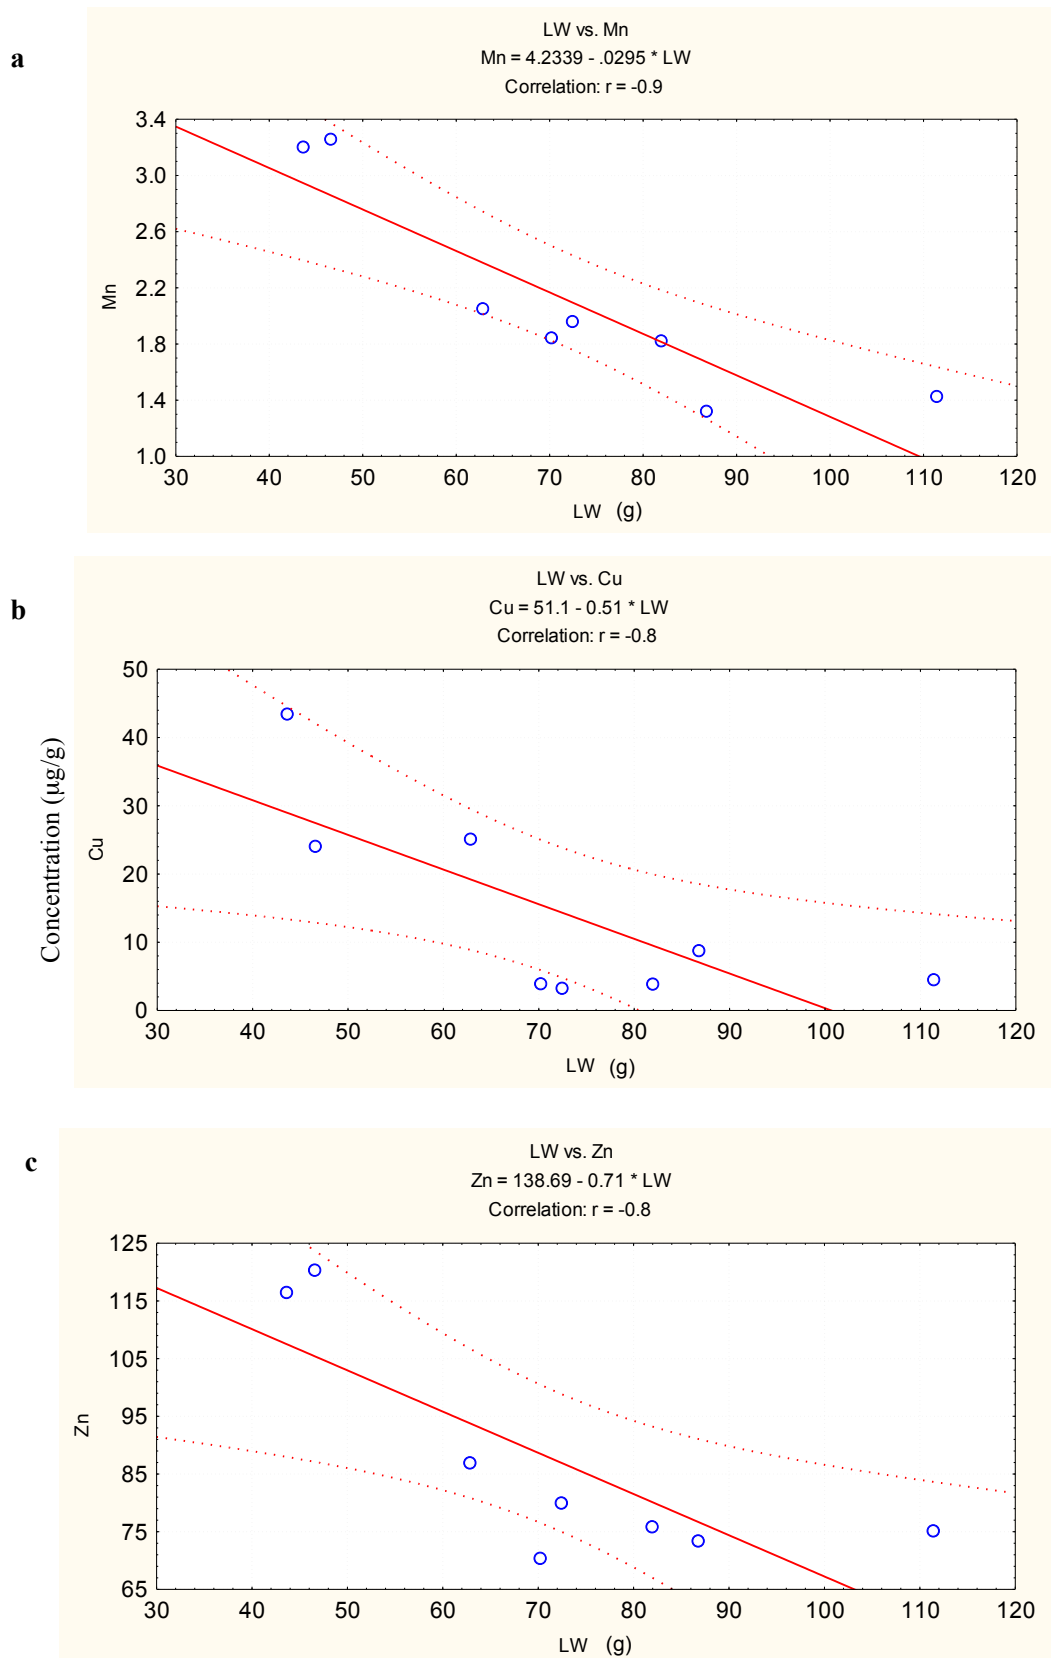 a
LW vs. Mn
Mn = 4.2339 - .0295 * LW
Correlation: r = -0.9
3.4
3.0
2.6
2.2
1.8
1.4
1.0
Mn
30 40 50 60 70 80 90 100 110 120
LW (g)
b
LW vs. Cu
Cu = 51.1 - 0.51 * LW
Correlation: r = -0.8
50
40
30
20
10
0
Concentration (µg/g)
Cu
30 40 50 60 70 80 90 100 110 120
LW (g)
c
LW vs. Zn
Zn = 138.69 - 0.71 * LW
Correlation: r = -0.8
125
115
105
95
85
75
65
Zn
30 40 50 60 70 80 90 100 110 120
LW (g)